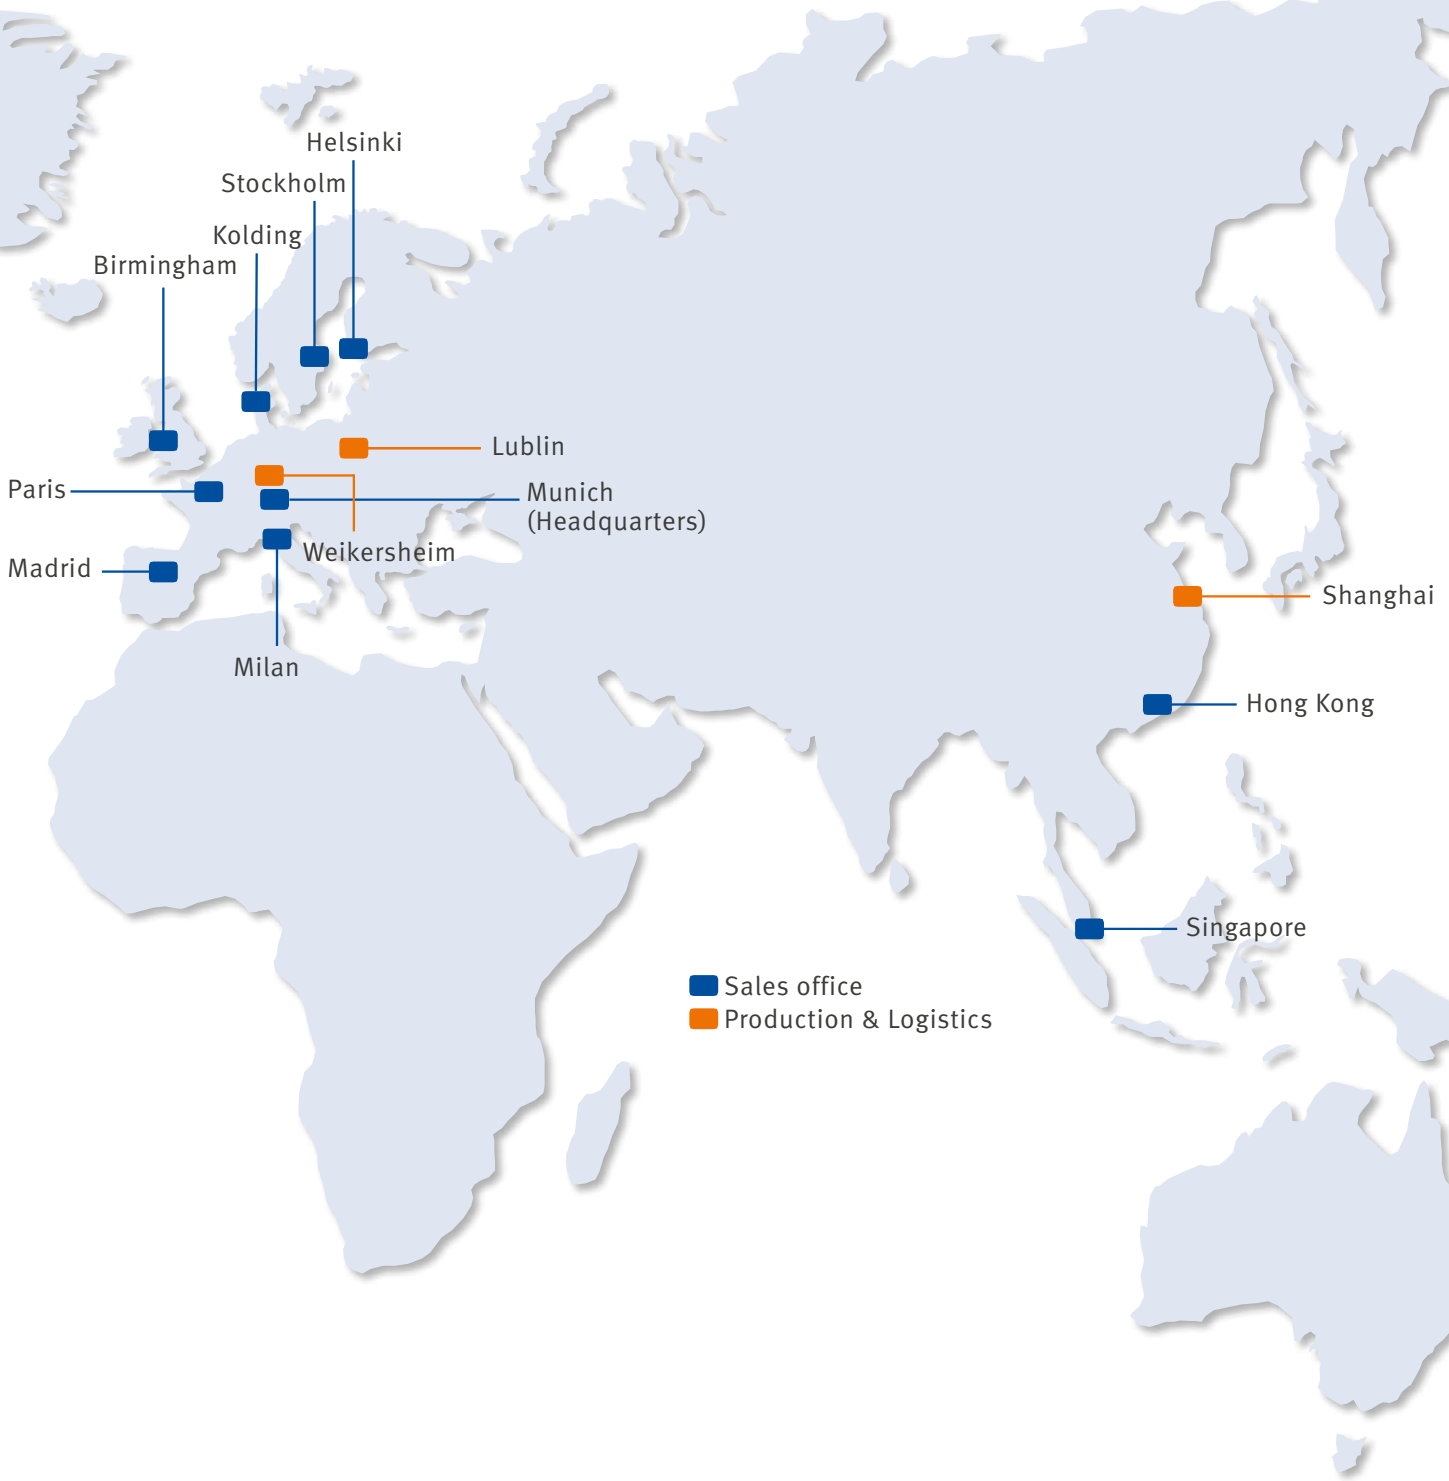 Helsinki
Stockholm
Kolding
Birmingham
Lublin
Paris
Munich
(Headquarters)
Weikersheim
Madrid
Shanghai
Milan
Hong Kong
Singapore
Sales office
Production & Logistics